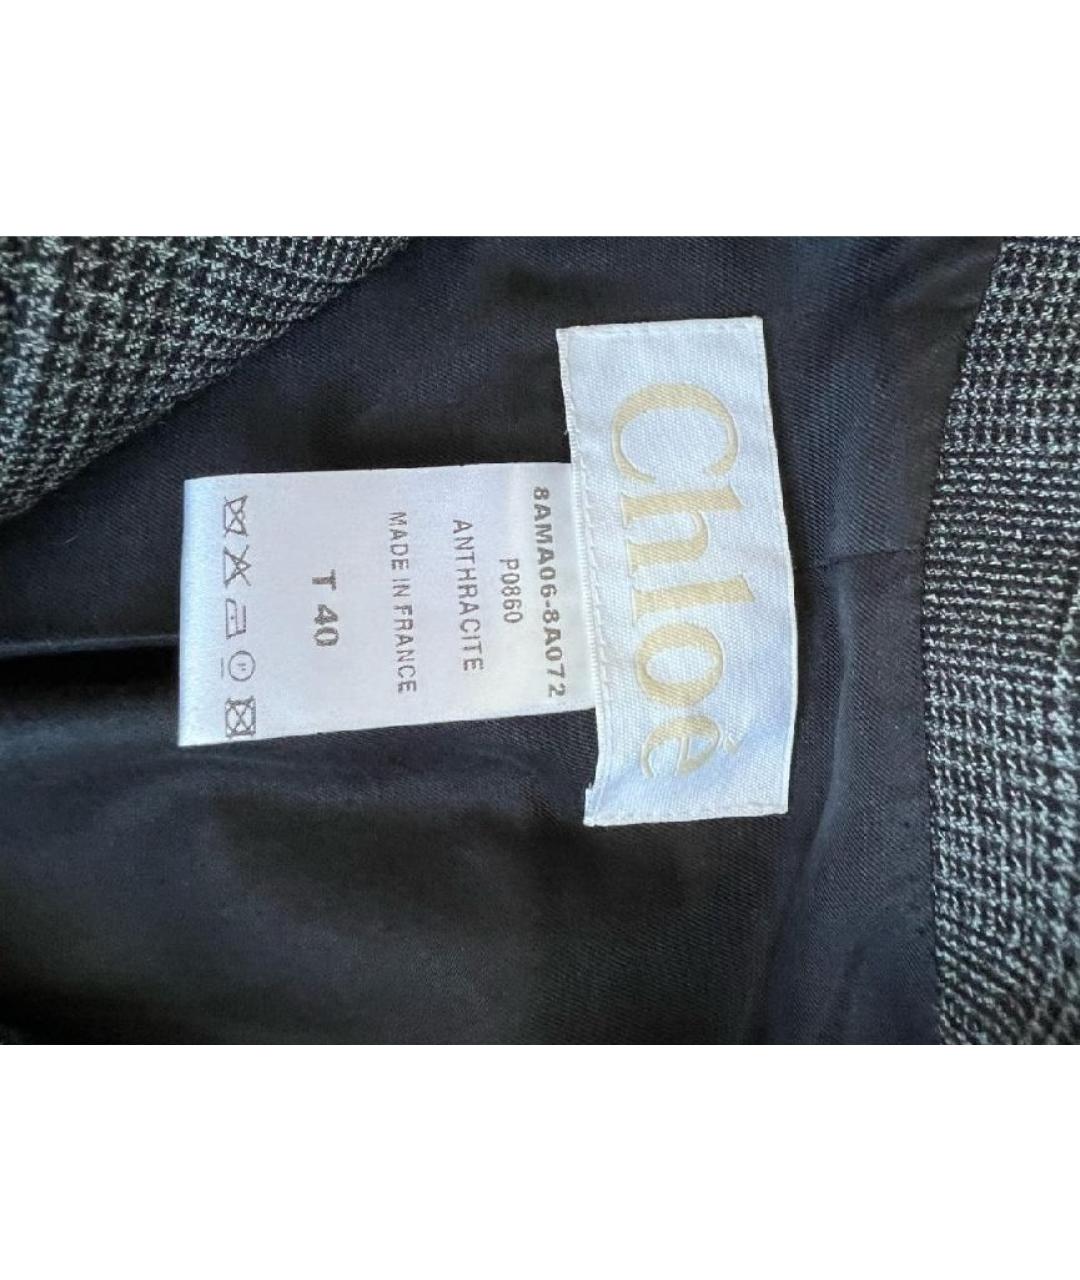 Chloé
8AMA06-8A072
P0860
ANTHRACITE
MADE IN FRANCE
T 40